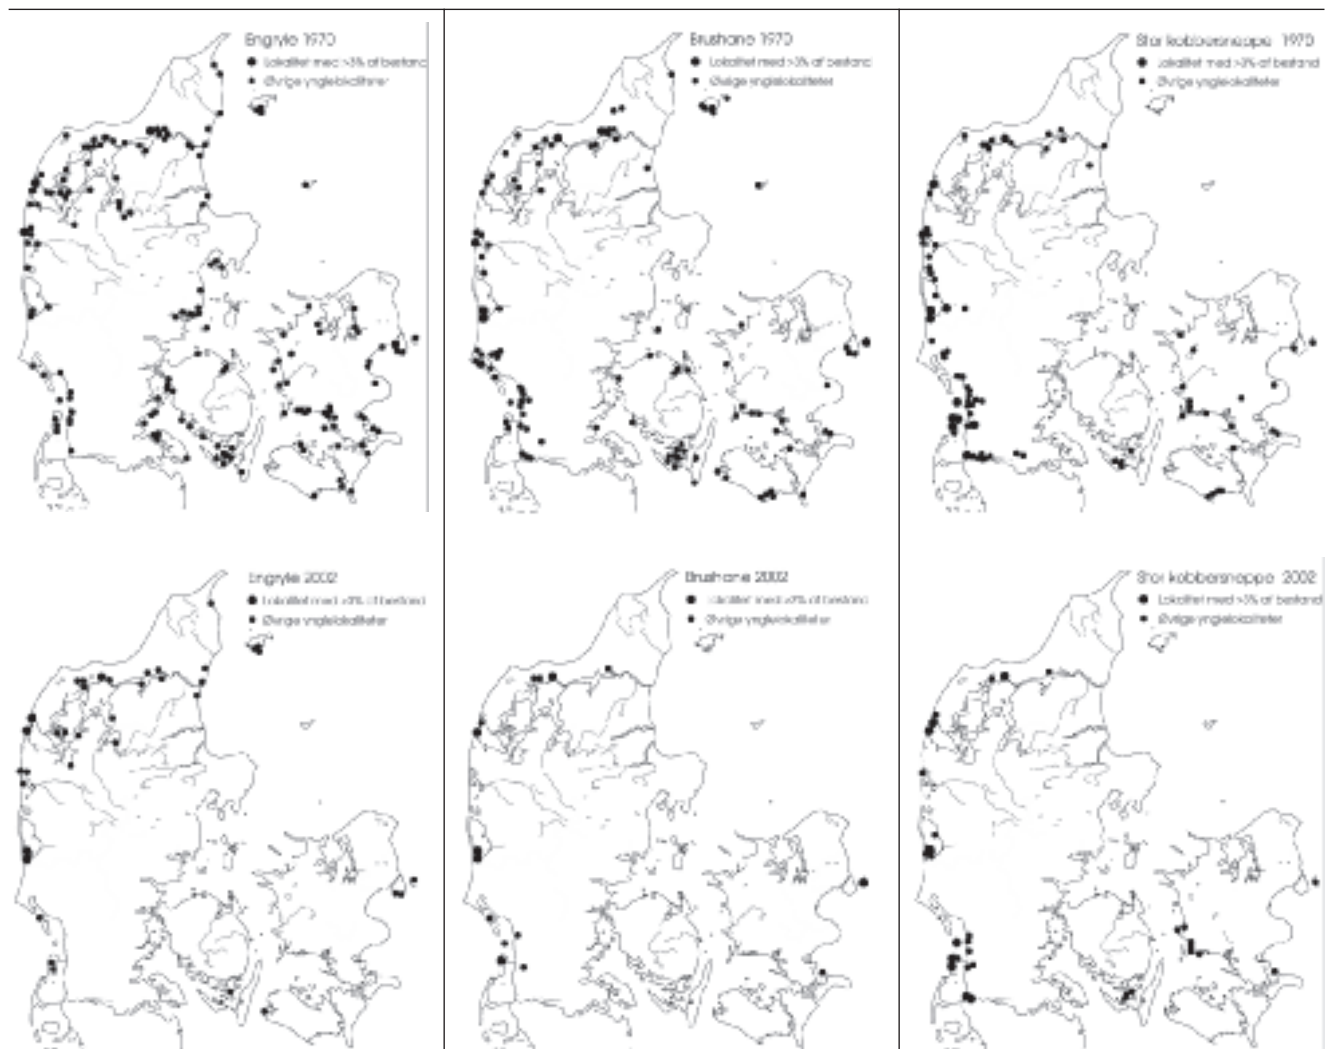 Engryle 1970
Lokalitet med >3% af bestand
Øvrige ynglelokaliteter
Brushane 1970
Lokalitet med >3% af bestand
Øvrige ynglelokaliteter
Stor kobbersneppe 1970
Lokalitet med >3% af bestand
Øvrige ynglelokaliteter
Engryle 2002
Lokalitet med >3% af bestand
Øvrige ynglelokaliteter
Brushane 2002
Lokalitet med >3% af bestand
Øvrige ynglelokaliteter
Stor kobbersneppe 2002
Lokalitet med >3% af bestand
Øvrige ynglelokaliteter